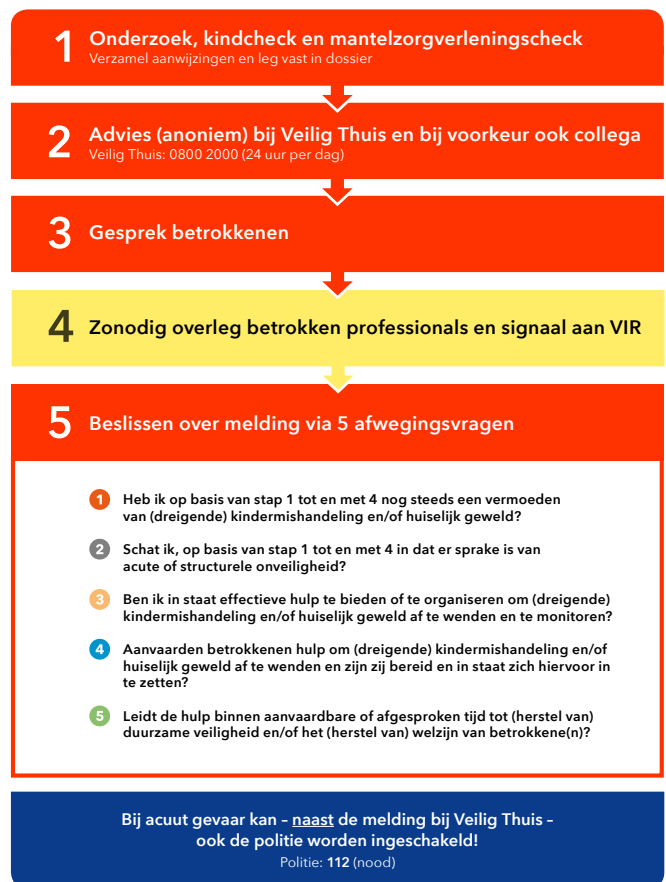 1
Onderzoek, kindcheck en mantelzorgverleningscheck
Verzamel aanwijzingen en leg vast in dossier
2
Advies (anoniem) bij Veilig Thuis en bij voorkeur ook collega
Veilig Thuis: 0800 2000 (24 uur per dag)
3
Gesprek betrokkenen
4
Zonodig overleg betrokken professionals en signaal aan VIR
5
Beslissen over melding via 5 afwegingsvragen
1 Heb ik op basis van stap 1 tot en met 4 nog steeds een vermoeden
van (dreigende) kindermishandeling en/of huiselijk geweld?
2 Schat ik, op basis van stap 1 tot en met 4 in dat er sprake is van
acute of structurele onveiligheid?
3 Ben ik in staat effectieve hulp te bieden of te organiseren om (dreigende)
kindermishandeling en/of huiselijk geweld af te wenden en te monitoren?
4 Aanvaarden betrokkenen hulp om (dreigende) kindermishandeling en/of
huiselijk geweld af te wenden en zijn zij bereid en in staat zich hiervoor in
te zetten?
5 Leidt de hulp binnen aanvaardbare of afgesproken tijd tot (herstel van)
duurzame veiligheid en/of het (herstel van) welzijn van betrokkene(n)?
Bij acuut gevaar kan – naast de melding bij Veilig Thuis –
ook de politie worden ingeschakeld!
Politie: 112 (nood)